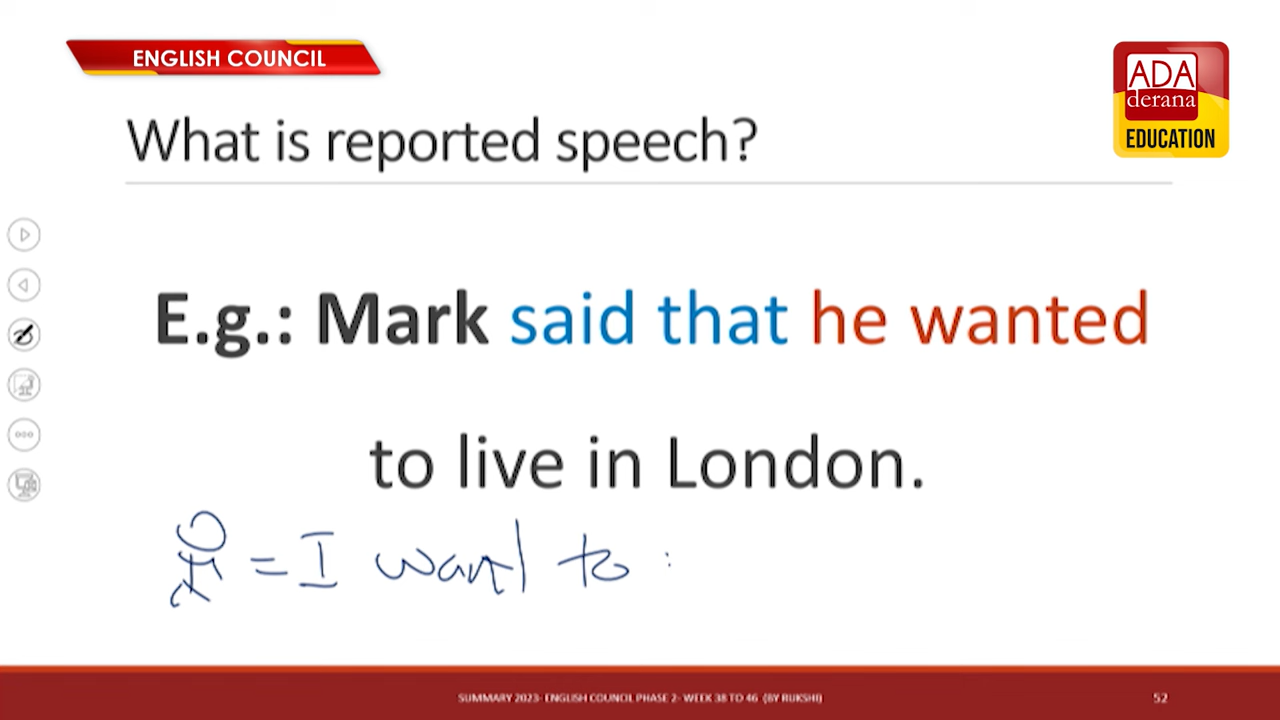 ENGLISH COUNCIL
ADA
derana
EDUCATION
What is reported speech?
E.g.: Mark said that he wanted
to live in London.
= I want to
SUMMARY 2023- ENGLISH COUNCIL PHASE 2- WEEK 38 TO 46 (BY RUKSHI)
52